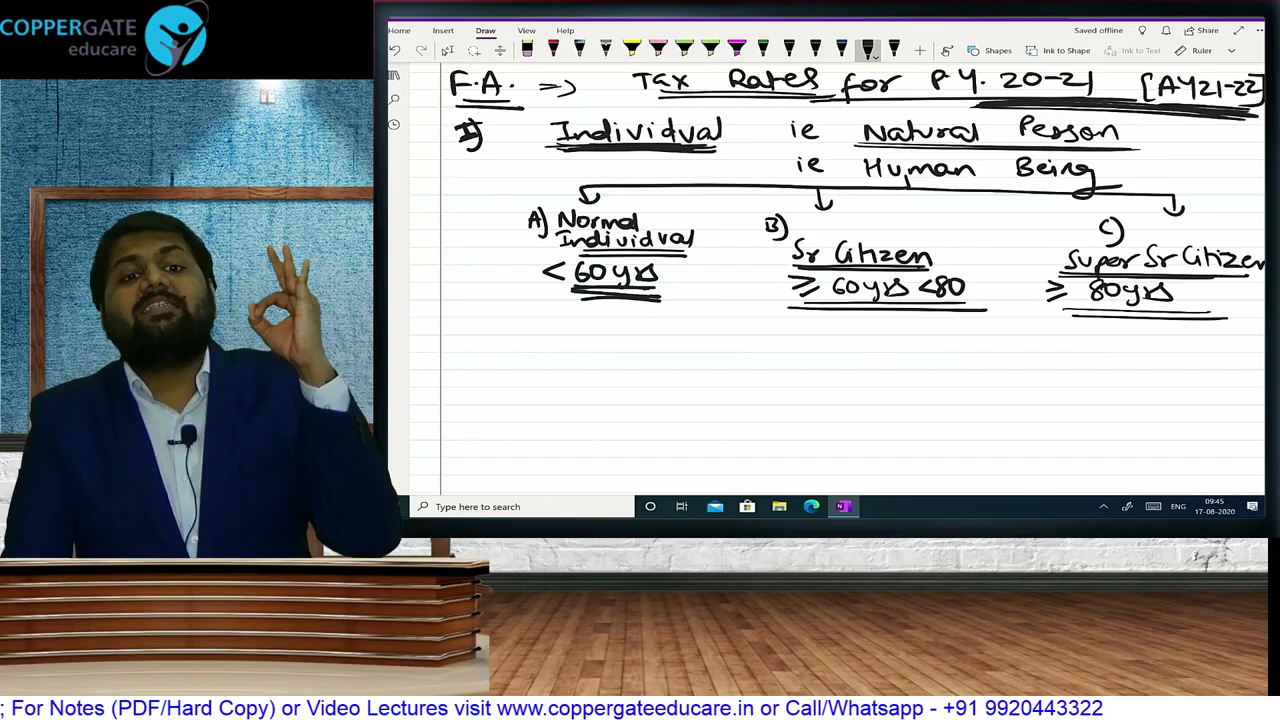 COPPERGATE
educare
Home Insert Draw View Help Saved offline Share
Shapes Ink to Shape Ink to Text Ruler
F.A. => Tax Rates for P.Y. 20-21 [AY21-22]
I) Individual ie Natural Person
ie Human Being
A) Normal Individual
< 60yrs
B) Sr Citizen
≥ 60yrs <80
C) Super Sr Citizen
≥ 80yrs
Type here to search
ENG
09:45
17-08-2020
; For Notes (PDF/Hard Copy) or Video Lectures visit www.coppergateeducare.in or Call/Whatsapp - +91 9920443322